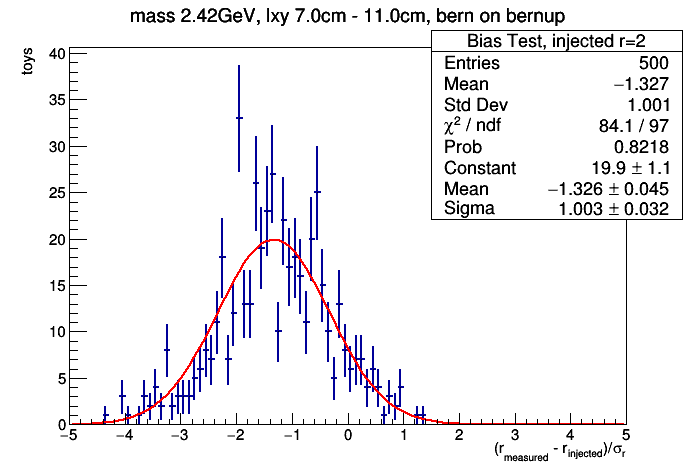 mass 2.42GeV, lxy 7.0cm - 11.0cm, bern on bernup
Bias Test, injected r=2
Entries 500
Mean −1.327
Std Dev 1.001
χ² / ndf 84.1 / 97
Prob 0.8218
Constant 19.9 ± 1.1
Mean −1.326 ± 0.045
Sigma 1.003 ± 0.032
toys
40
35
30
25
20
15
10
5
0
−5 −4 −3 −2 −1 0 1 2 3 4 5
(r_measured - r_injected)/σ_r